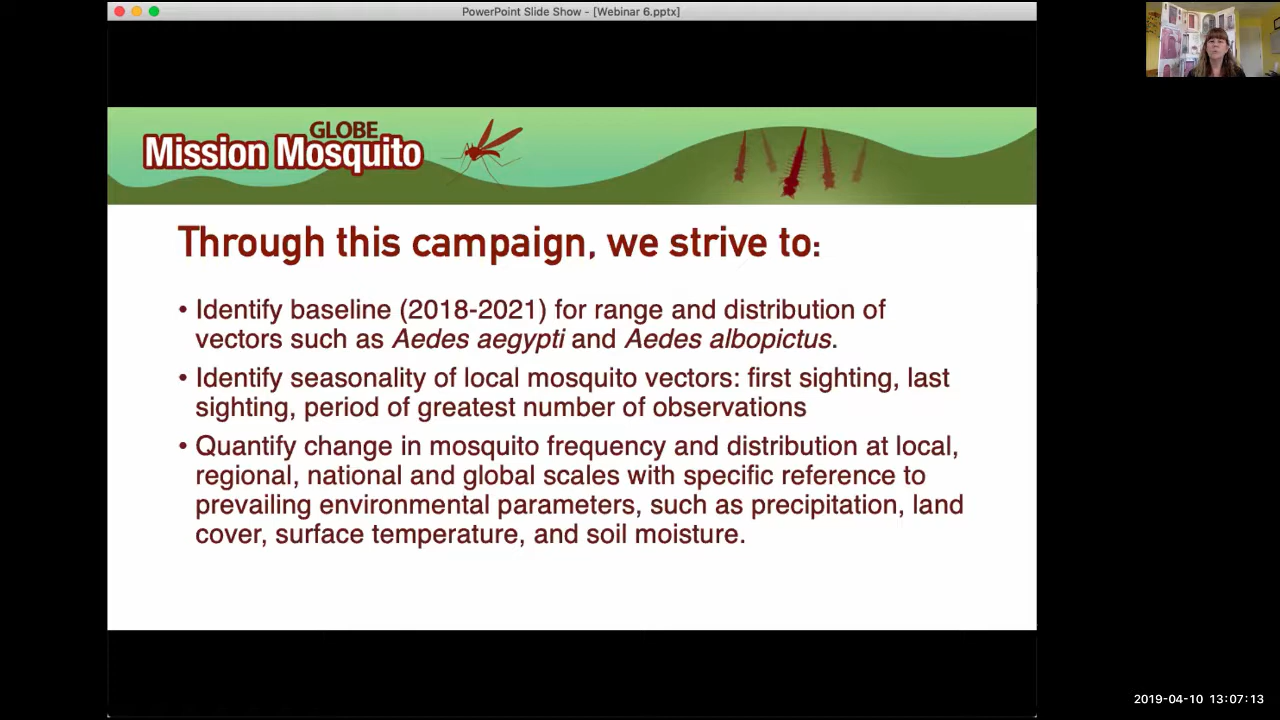 PowerPoint Slide Show - [Webinar 6.pptx]
GLOBE
Mission Mosquito
Through this campaign, we strive to:
• Identify baseline (2018-2021) for range and distribution of
vectors such as Aedes aegypti and Aedes albopictus.
• Identify seasonality of local mosquito vectors: first sighting, last
sighting, period of greatest number of observations
• Quantify change in mosquito frequency and distribution at local,
regional, national and global scales with specific reference to
prevailing environmental parameters, such as precipitation, land
cover, surface temperature, and soil moisture.
2019-04-10 13:07:13